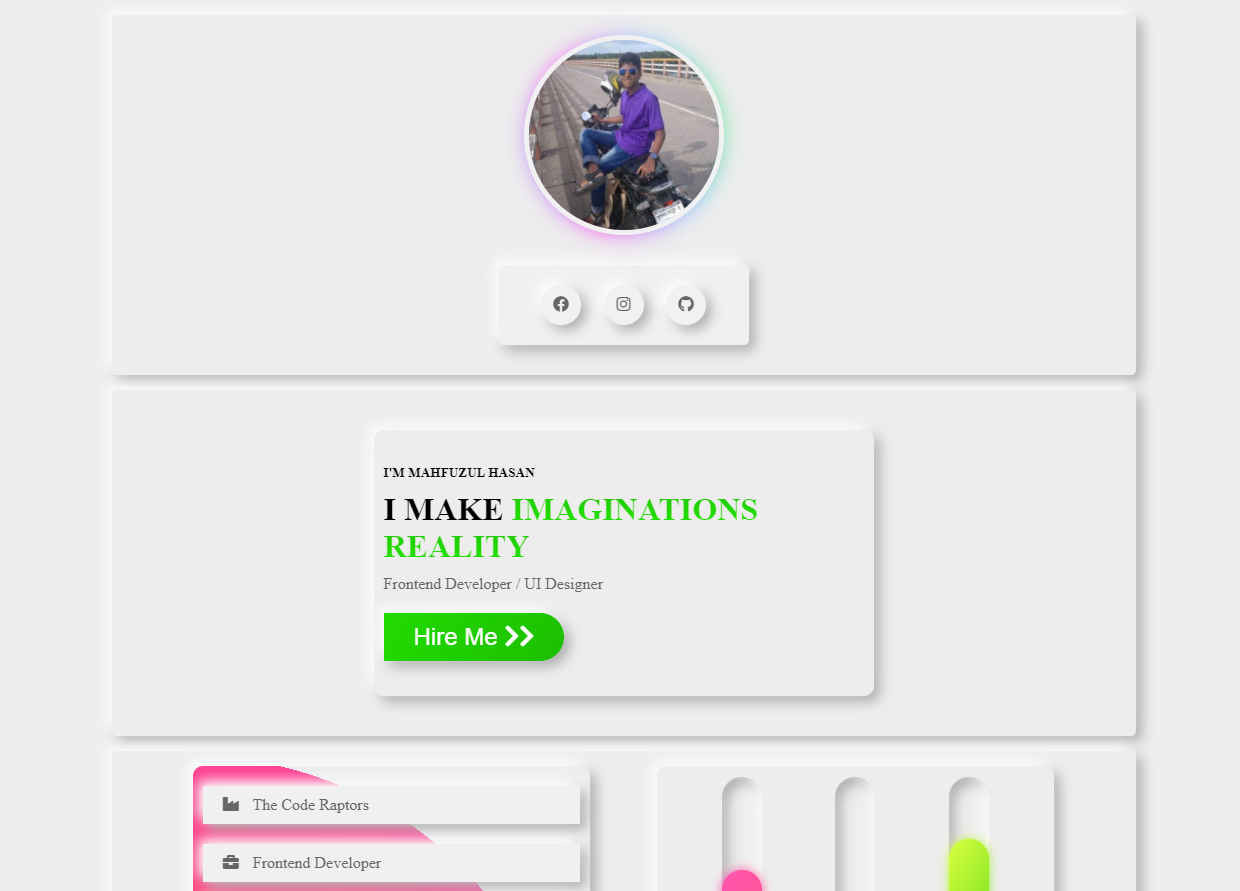 I'M MAHFUZUL HASAN
I MAKE IMAGINATIONS
REALITY
Frontend Developer / UI Designer
Hire Me
The Code Raptors
Frontend Developer